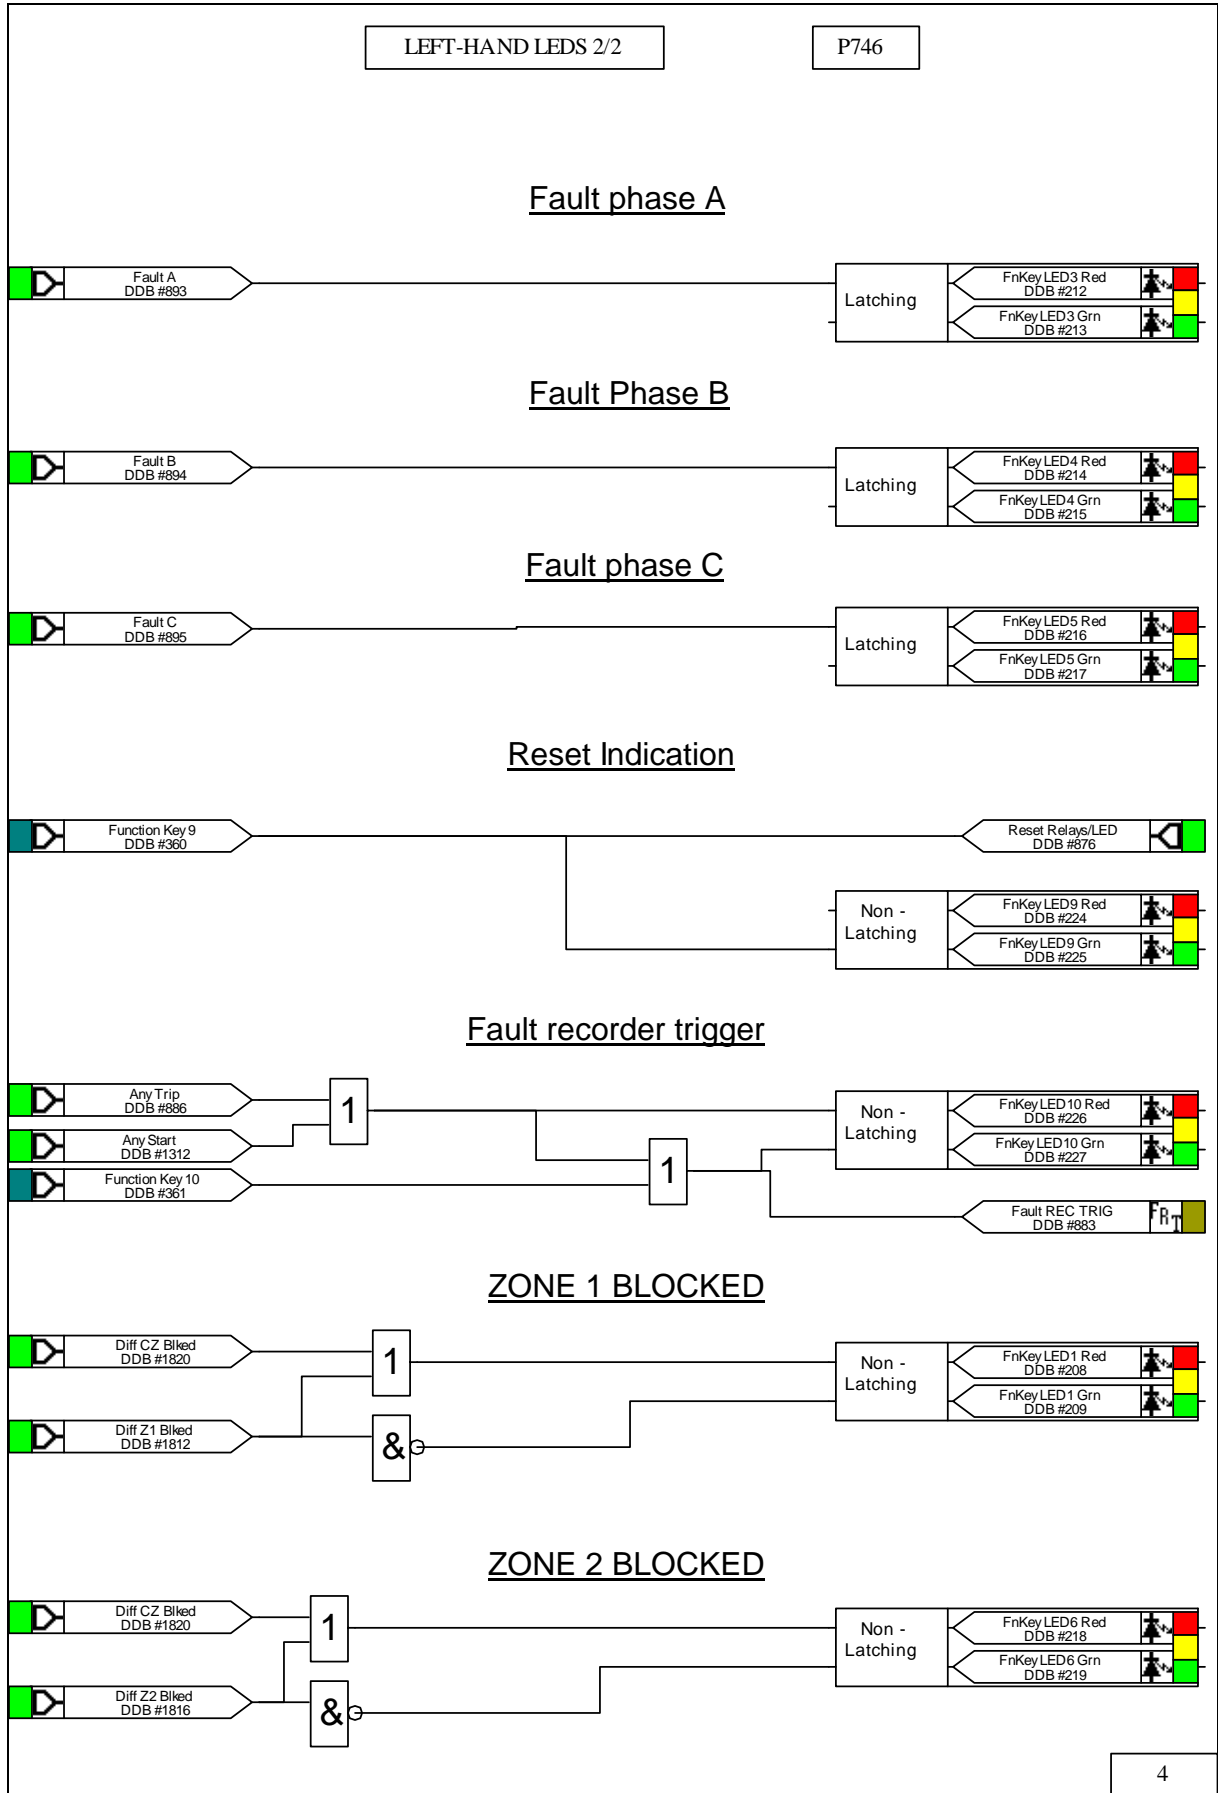 LEFT-HAND LEDS 2/2
P746
Fault phase A
Fault A
DDB #893
Latching
FnKey LED3 Red
DDB #212
FnKey LED3 Grn
DDB #213
Fault Phase B
Fault B
DDB #894
Latching
FnKey LED4 Red
DDB #214
FnKey LED4 Grn
DDB #215
Fault phase C
Fault C
DDB #895
Latching
FnKey LED5 Red
DDB #216
FnKey LED5 Grn
DDB #217
Reset Indication
Function Key 9
DDB #360
Reset Relays/LED
DDB #876
Non -
Latching
FnKey LED9 Red
DDB #224
FnKey LED9 Grn
DDB #225
Fault recorder trigger
Any Trip
DDB #886
Any Start
DDB #1312
Function Key 10
DDB #361
1
1
Non -
Latching
FnKey LED10 Red
DDB #226
FnKey LED10 Grn
DDB #227
Fault REC TRIG
DDB #883
FRT
ZONE 1 BLOCKED
Diff CZ Blked
DDB #1820
Diff Z1 Blked
DDB #1812
1
&
Non -
Latching
FnKey LED1 Red
DDB #208
FnKey LED1 Grn
DDB #209
ZONE 2 BLOCKED
Diff CZ Blked
DDB #1820
Diff Z2 Blked
DDB #1816
1
&
Non -
Latching
FnKey LED6 Red
DDB #218
FnKey LED6 Grn
DDB #219
4